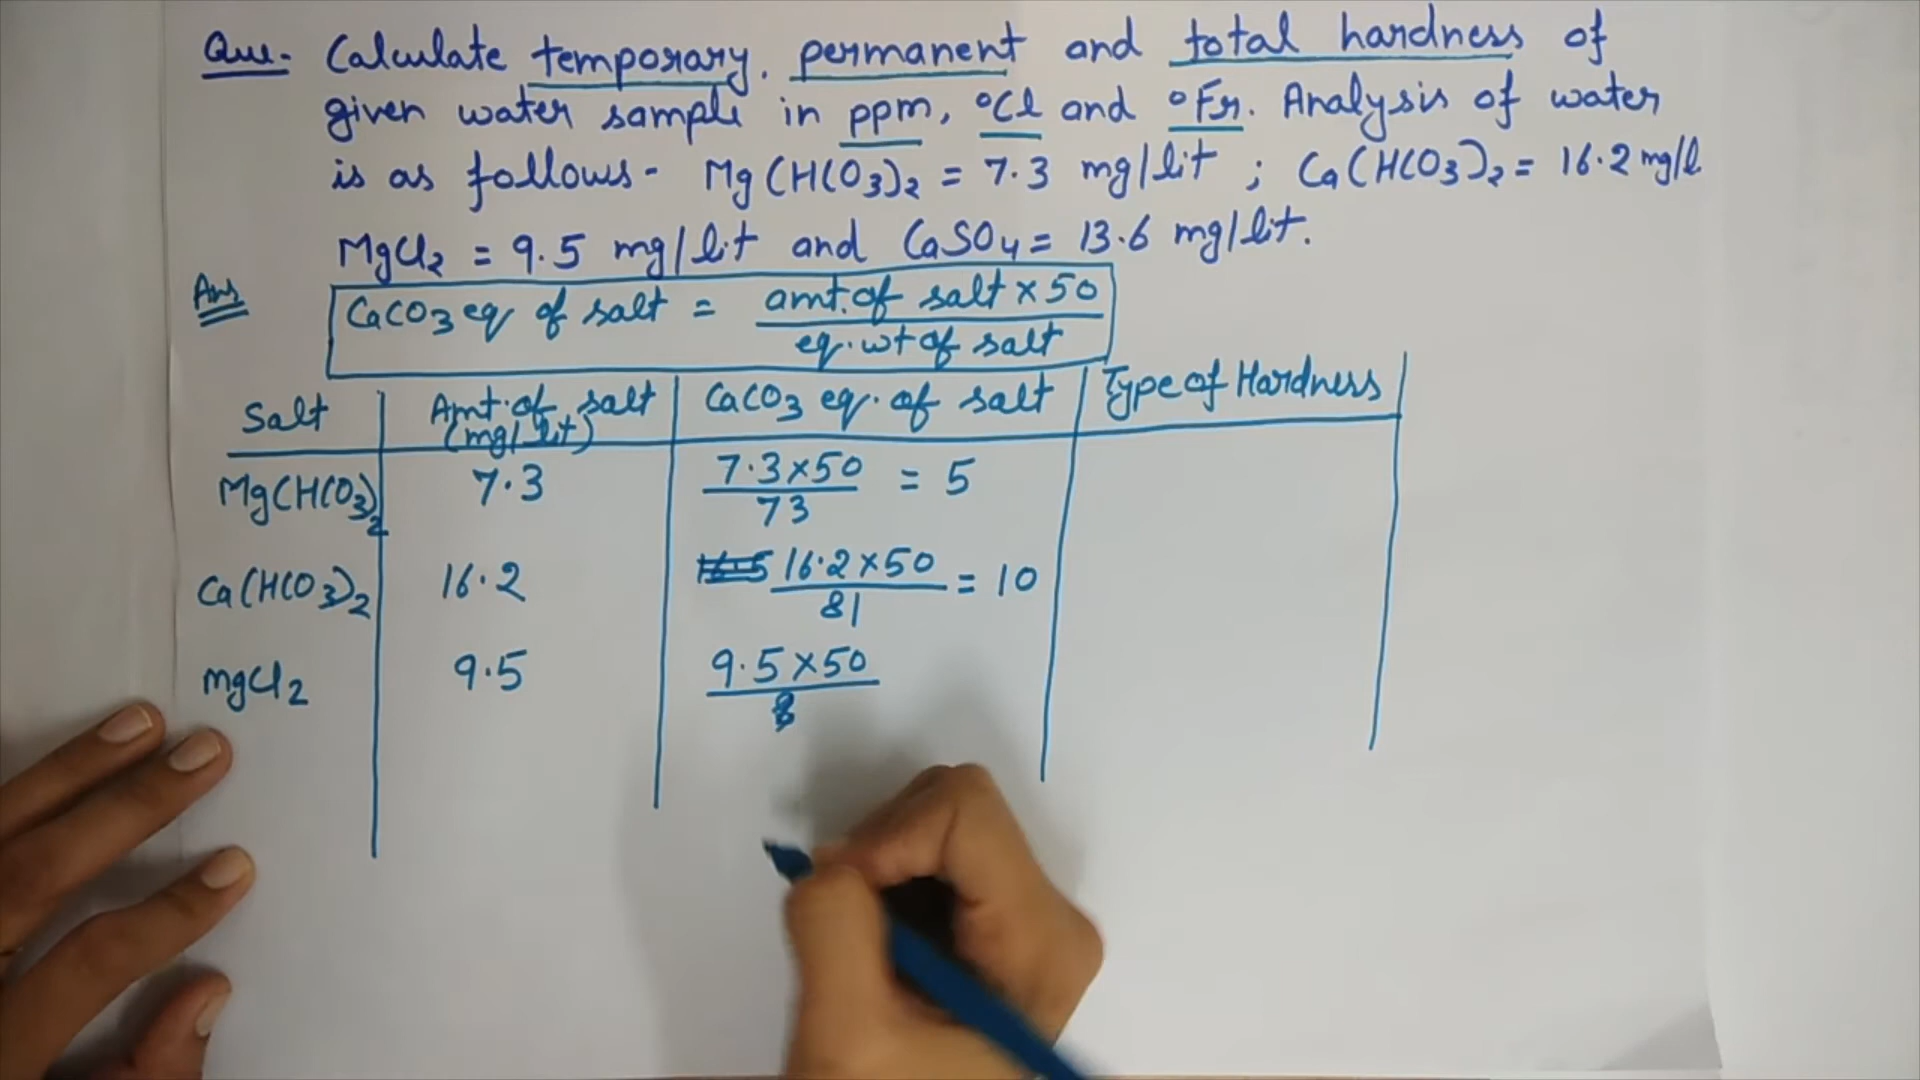 Que- Calculate temporary, permanent and total hardness of
given water sample in ppm, °Cl and °Fr. Analysis of water
is as follows- Mg(HCO3)2 = 7.3 mg/lit ; Ca(HCO3)2 = 16.2 mg/l
MgCl2 = 9.5 mg/lit and CaSO4 = 13.6 mg/lit.
Ans CaCO3 eq of salt = amt. of salt × 50
eq. wt of salt
Salt Amt. of salt (mg/lit) CaCO3 eq. of salt Type of Hardness
Mg(HCO3)2 7.3 7.3×50 / 73 = 5
Ca(HCO3)2 16.2 16.2×50 / 81 = 10
MgCl2 9.5 9.5×50